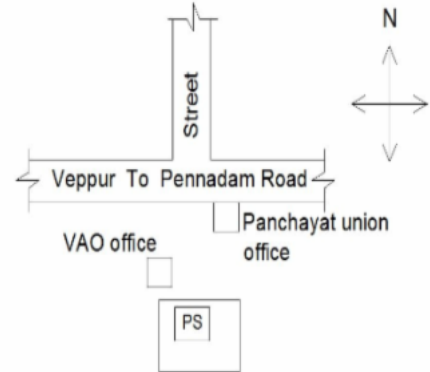 N
Street
Veppur To Pennadam Road
Panchayat union
office
VAO office
PS